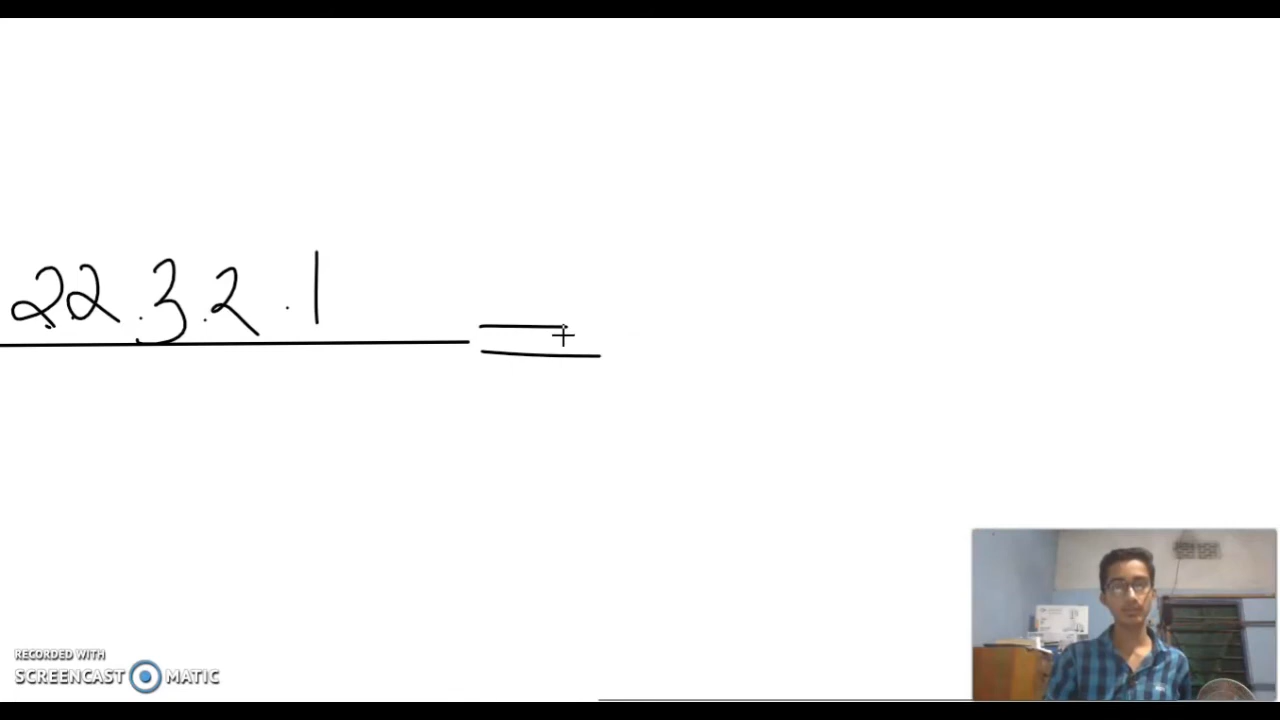 22.3.2.1 =
RECORDED WITH
SCREENCAST MATIC